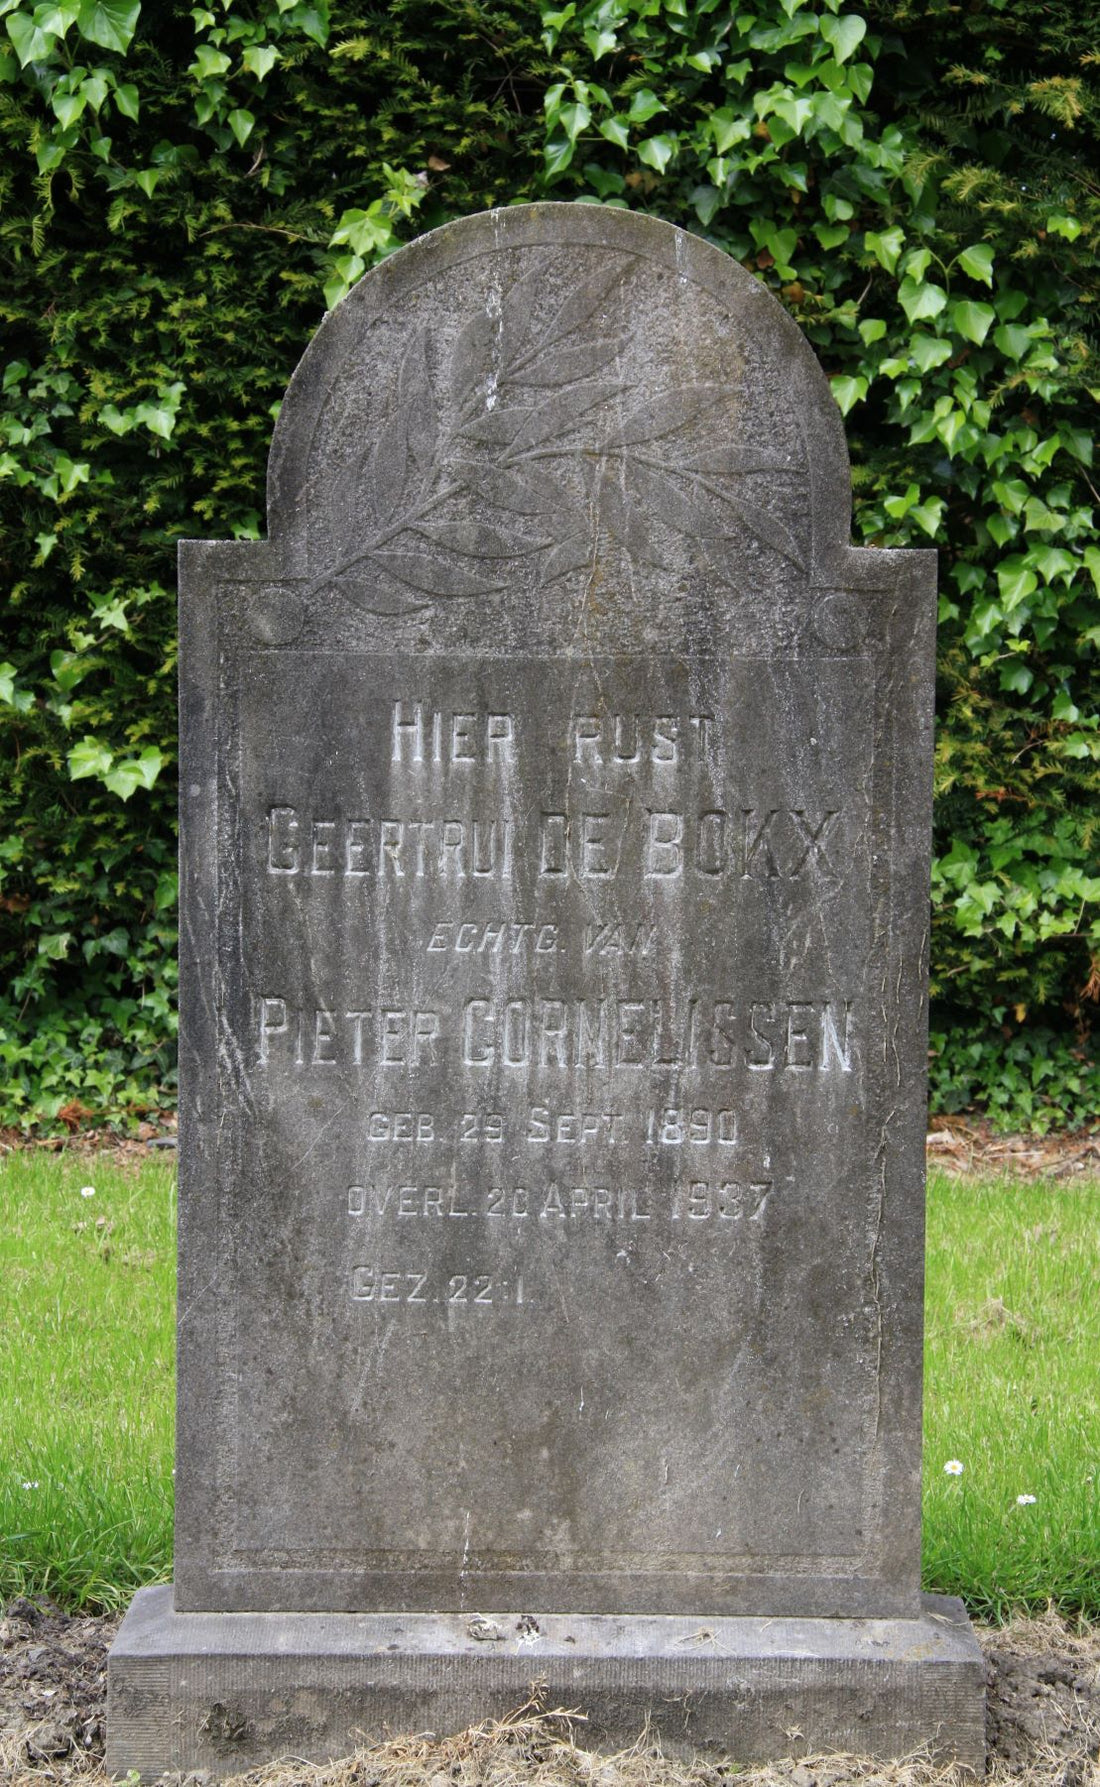 HIER RUST
GEERTRUI DE BOKX
ECHTG. VAN
PIETER CORNELISSEN
GEB. 29 SEPT. 1890
OVERL. 20 APRIL 1937
GEZ. 22:1.